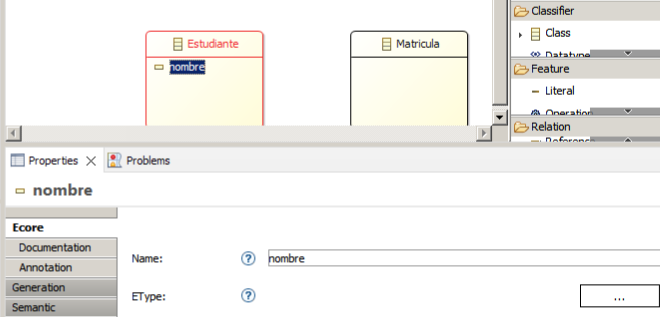 Classifier
Class
Datatype
Estudiante
Matricula
nombre
Feature
Literal
Operation
Relation
Reference
Properties
Problems
nombre
Ecore
Documentation
Annotation
Generation
Semantic
Name:
nombre
EType:
...